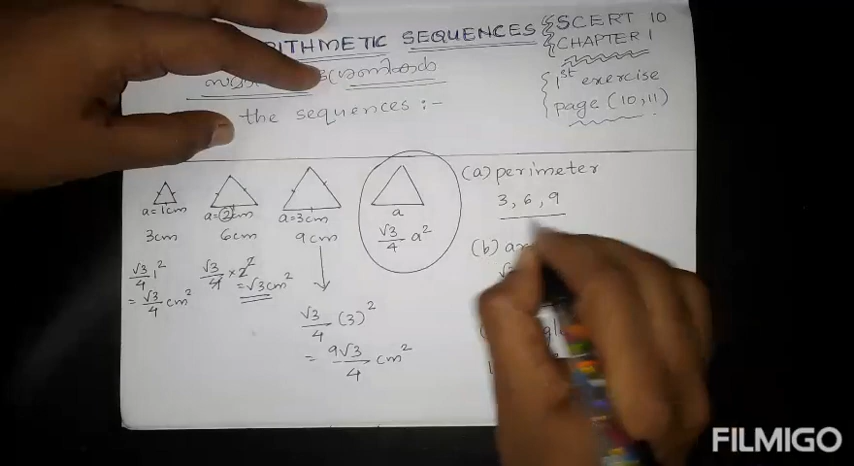 ARITHMETIC SEQUENCES
SCERT 10
CHAPTER 1
ശ്രേണികൾ
1st exercise
page (10,11)
the sequences :-
a=1cm a=2cm a=3cm a
3cm 6cm 9cm
√3/4 a²
√3/4 1²
= √3/4 cm²
√3/4 × 2²
= √3 cm²
√3/4 (3)²
= 9√3/4 cm²
(a) perimeter
3, 6, 9
(b)
FILMIGO